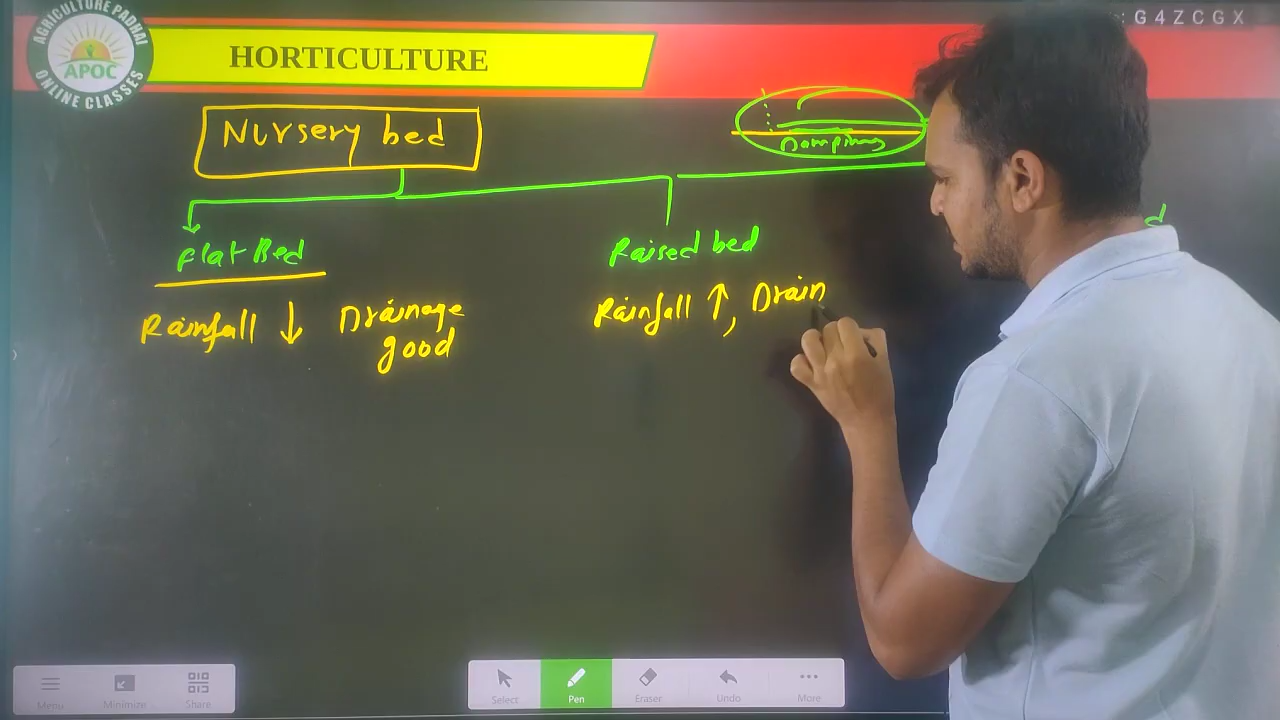 : G4ZCGX
AGRICULTURE PADHAI
APOC
ONLINE CLASSES
HORTICULTURE
Nursery bed
Damping
Flat Bed
Raised bed
d
Rainfall ↓ Drainage
good
Rainfall ↑, Drain
Menu
Minimize
Share
Select
Pen
Eraser
Undo
More